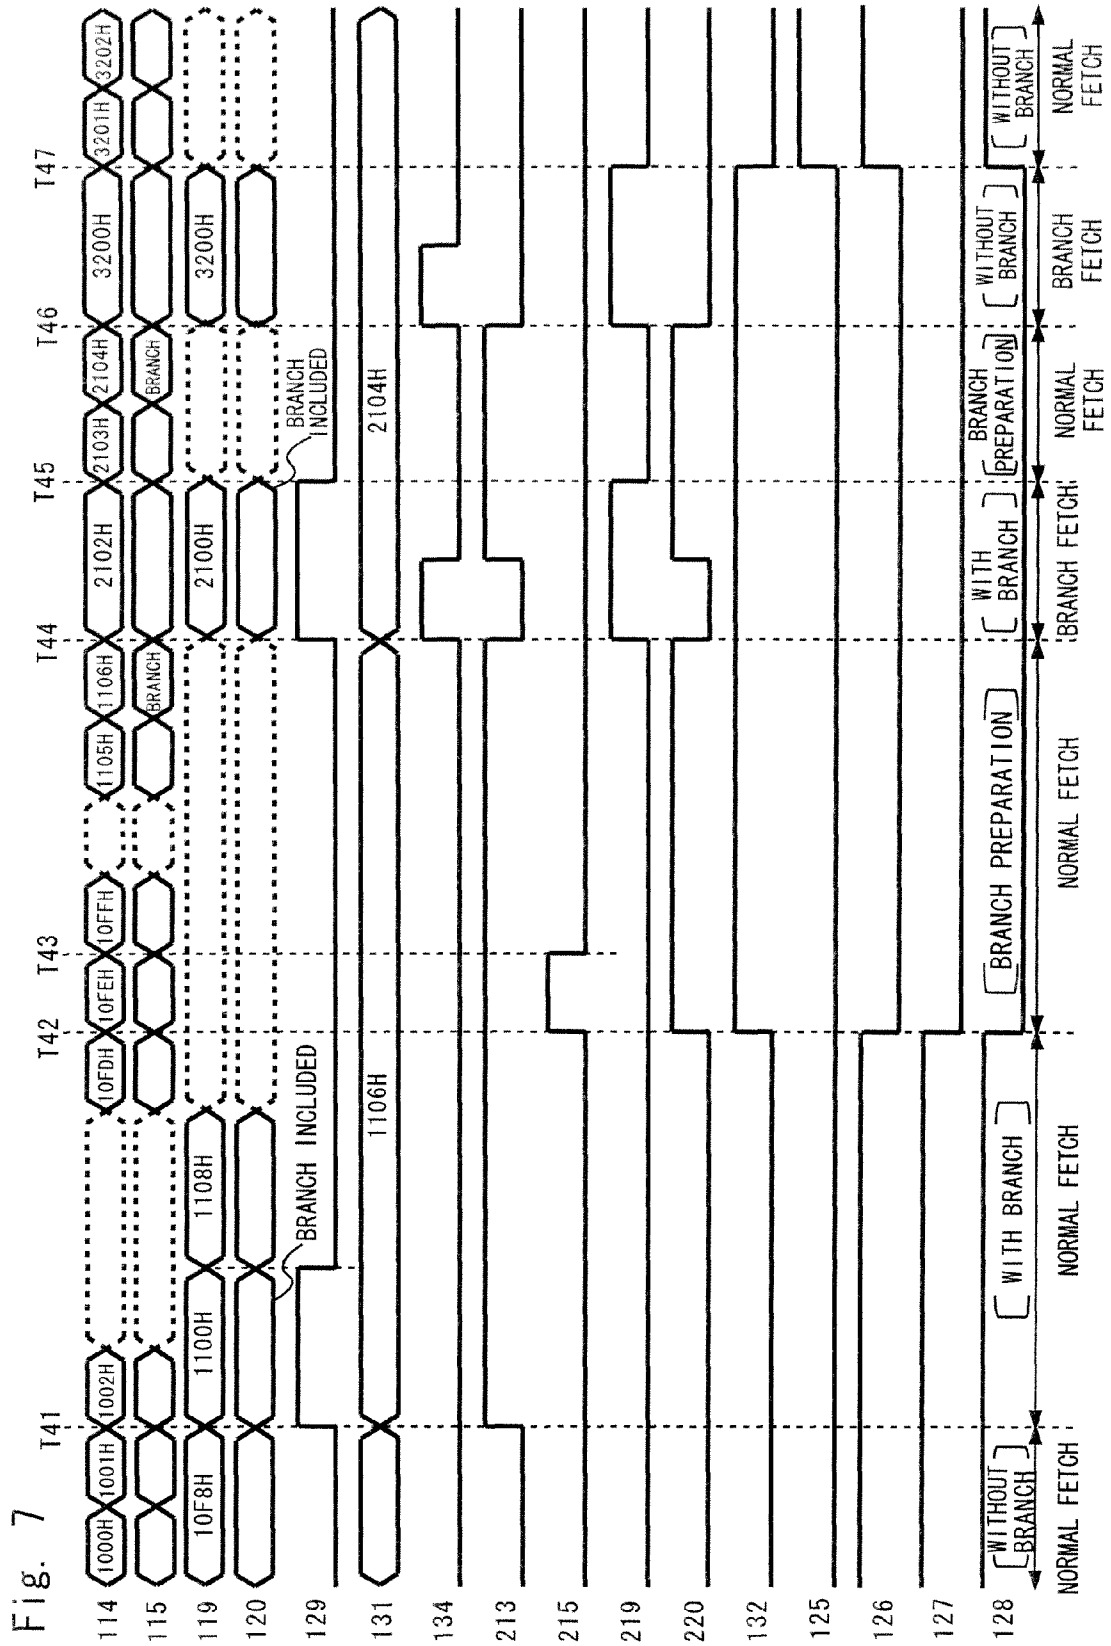 Fig. 7
T41 T42 T43 T44 T45 T46 T47
114 1000H 1001H 1002H 10FDH 10FEH 10FFH 1105H 1106H 2102H 2103H 2104H 3200H 3201H 3202H
115 BRANCH BRANCH
119 10F8H 1100H 1108H 2100H 3200H
120
BRANCH INCLUDED
BRANCH
INCLUDED
129
131 1106H 2104H
134
213
215
219
220
132
125
126
127
128
WITHOUT
BRANCH
WITH BRANCH
BRANCH PREPARATION
WITH
BRANCH
BRANCH
PREPARATION
WITHOUT
BRANCH
WITHOUT
BRANCH
NORMAL FETCH
NORMAL FETCH
NORMAL FETCH
BRANCH FETCH
NORMAL
FETCH
BRANCH
FETCH
NORMAL
FETCH